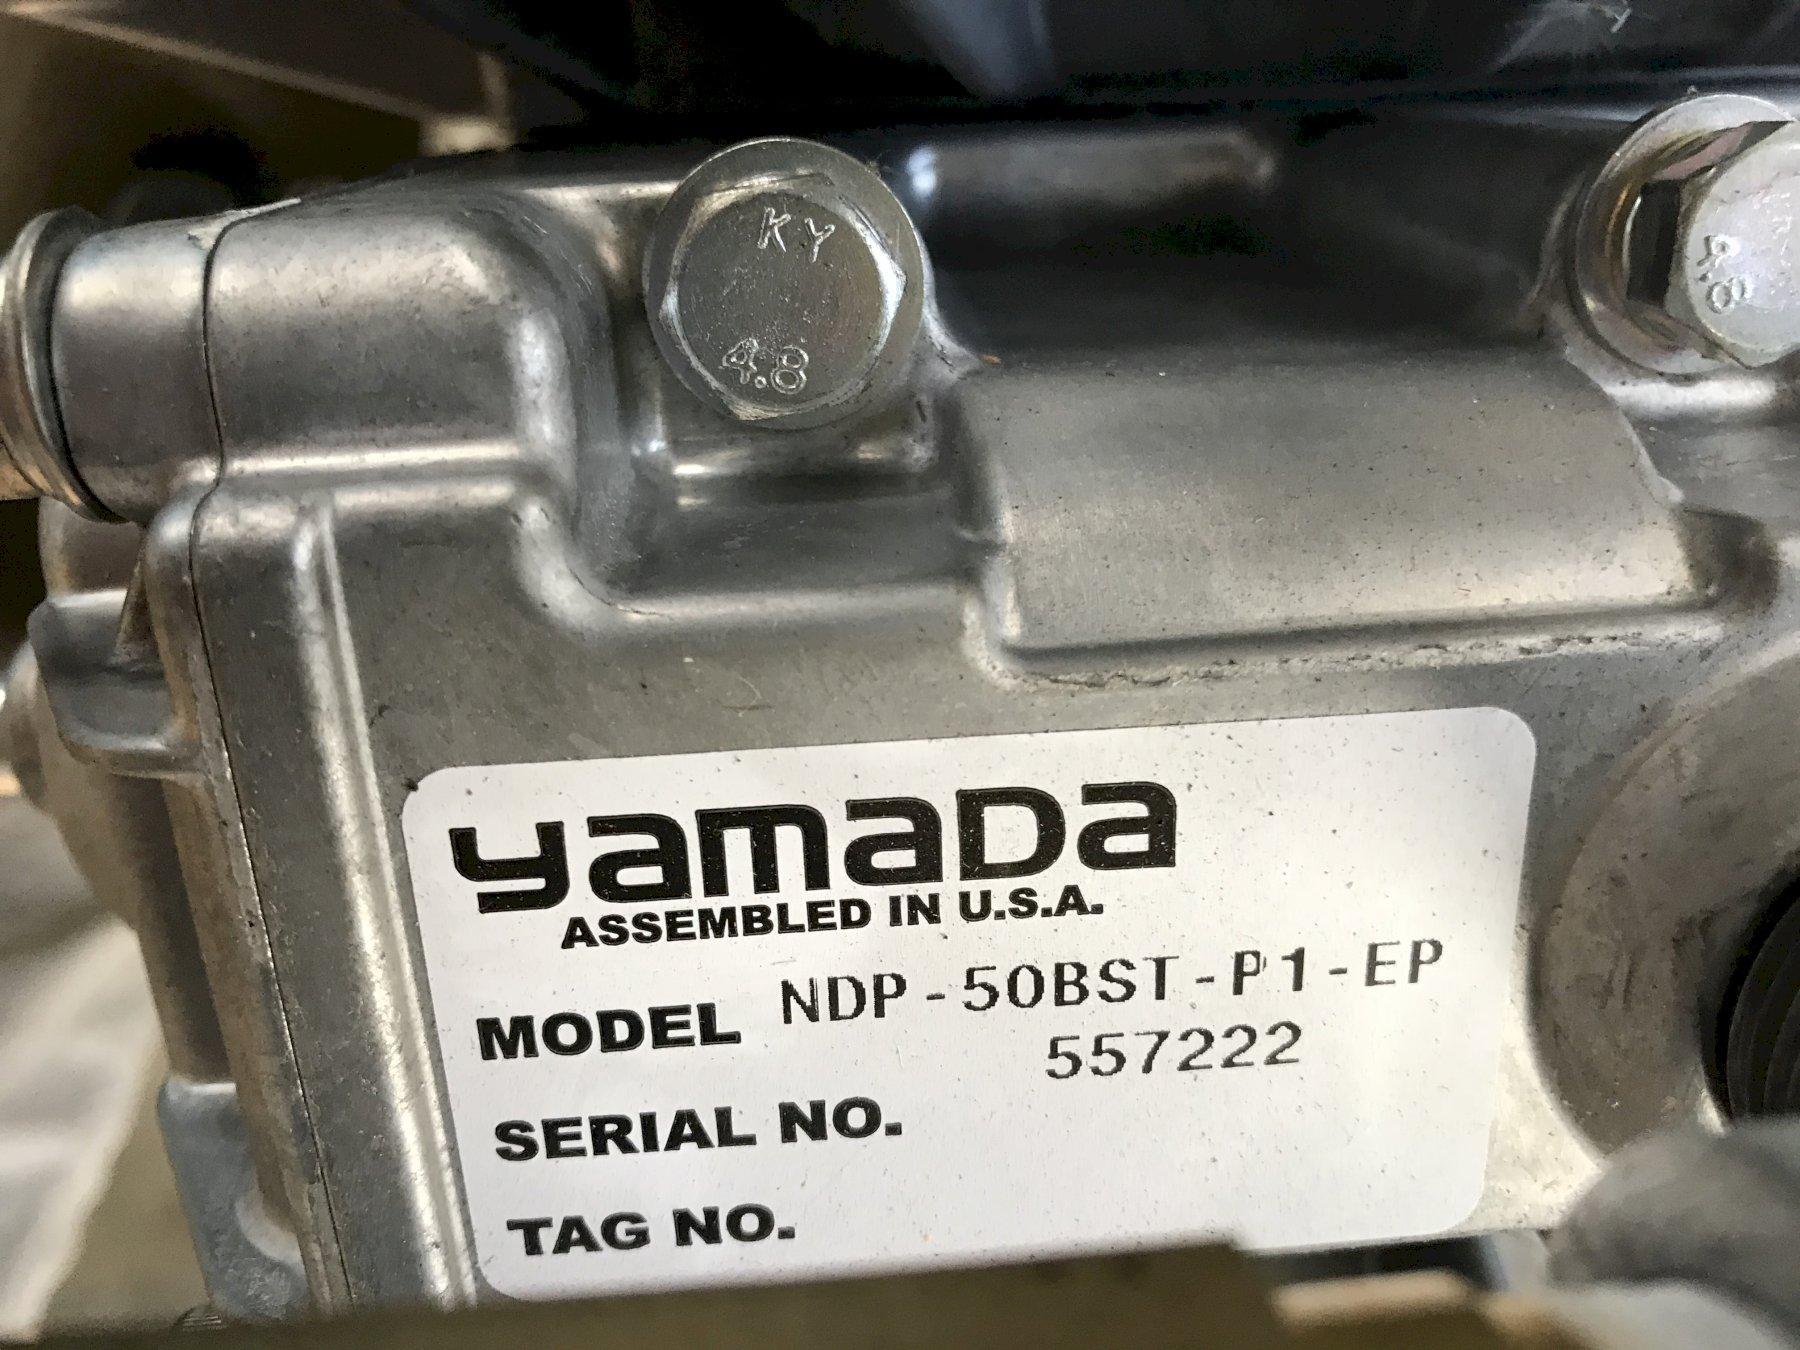 KY
4.8
4.8
yamaDa
ASSEMBLED IN U.S.A.
MODEL NDP-50BST-P1-EP
557222
SERIAL NO.
TAG NO.